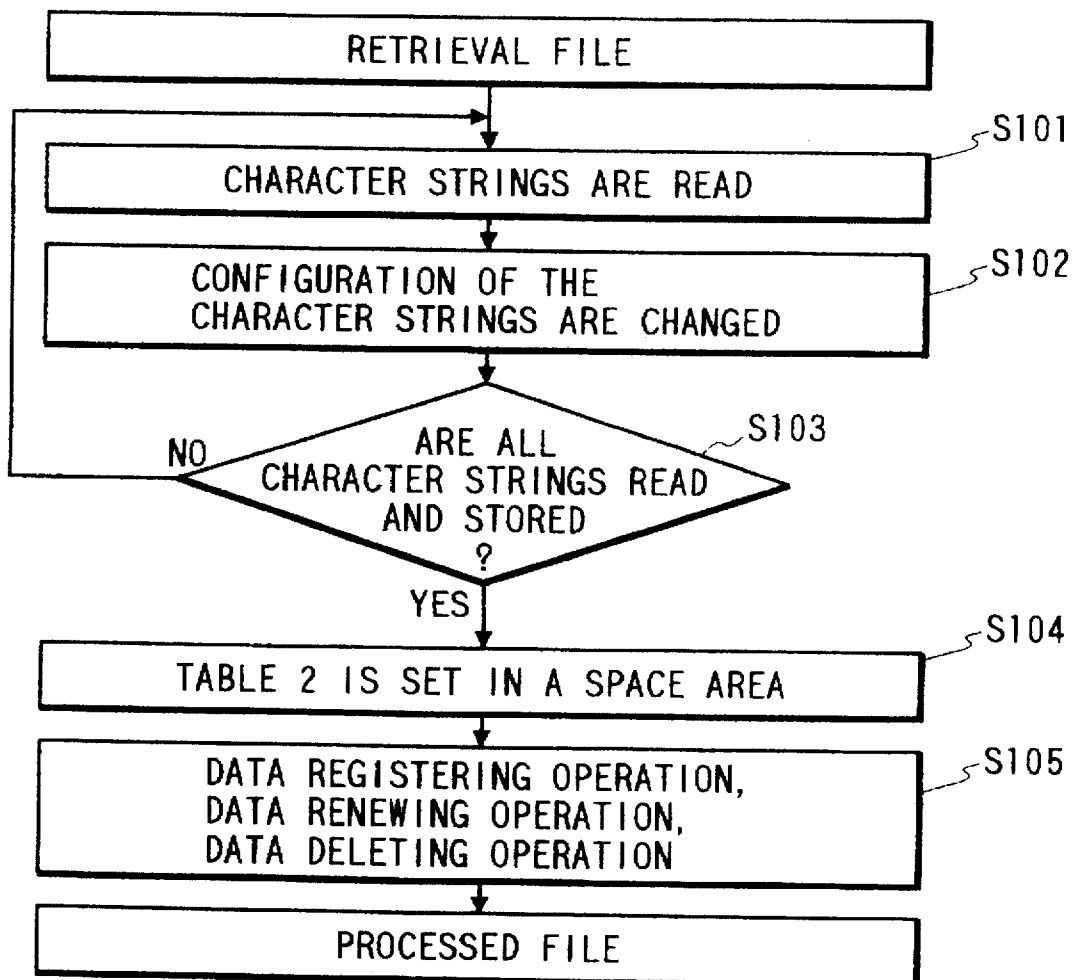 RETRIEVAL FILE
S101
CHARACTER STRINGS ARE READ
S102
CONFIGURATION OF THE
CHARACTER STRINGS ARE CHANGED
S103
NO
ARE ALL
CHARACTER STRINGS READ
AND STORED
?
YES
S104
TABLE 2 IS SET IN A SPACE AREA
S105
DATA REGISTERING OPERATION,
DATA RENEWING OPERATION,
DATA DELETING OPERATION
PROCESSED FILE